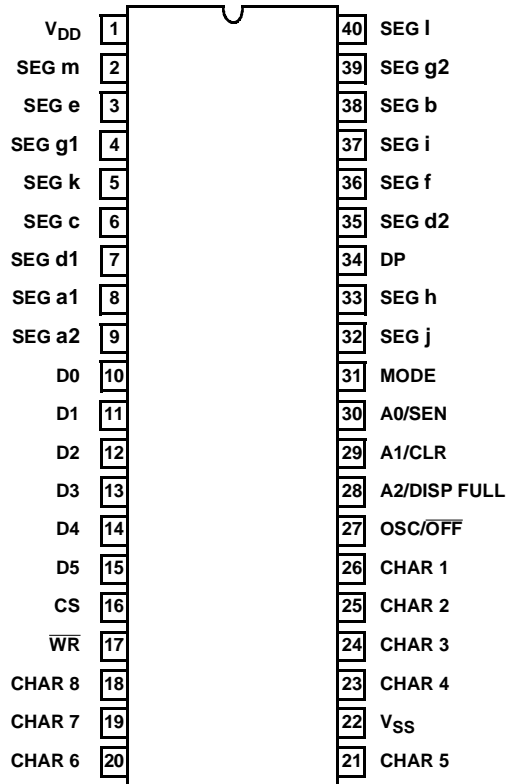 V_DD 1 40 SEG l
SEG m 2 39 SEG g2
SEG e 3 38 SEG b
SEG g1 4 37 SEG i
SEG k 5 36 SEG f
SEG c 6 35 SEG d2
SEG d1 7 34 DP
SEG a1 8 33 SEG h
SEG a2 9 32 SEG j
D0 10 31 MODE
D1 11 30 A0/SEN
D2 12 29 A1/CLR
D3 13 28 A2/DISP FULL
D4 14 27 OSC/O̅F̅F̅
D5 15 26 CHAR 1
CS 16 25 CHAR 2
W̅R̅ 17 24 CHAR 3
CHAR 8 18 23 CHAR 4
CHAR 7 19 22 V_SS
CHAR 6 20 21 CHAR 5